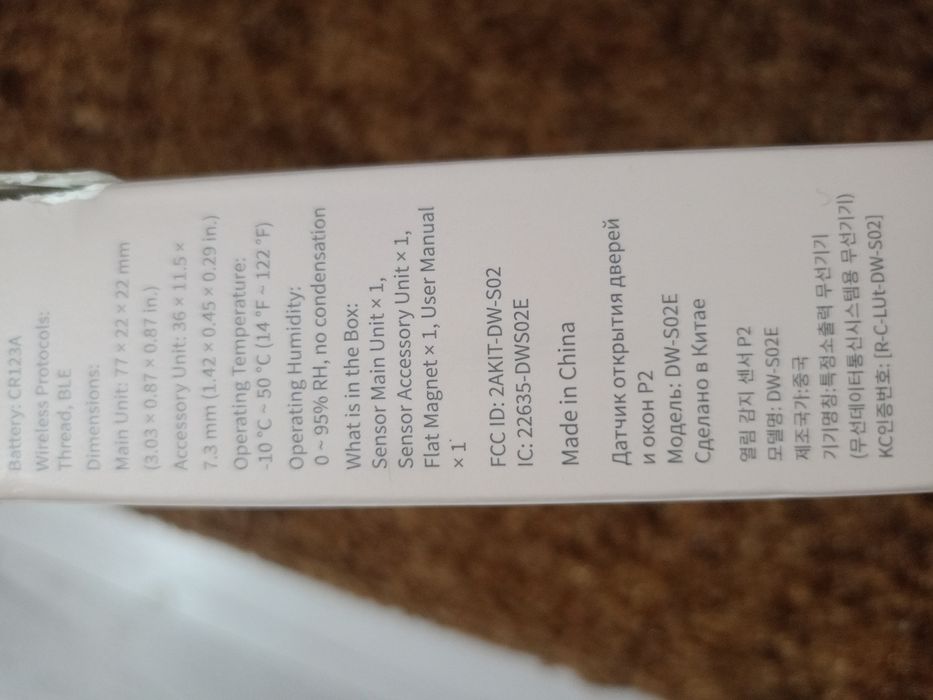 Battery: CR123A
Wireless Protocols:
Thread, BLE
Dimensions:
Main Unit: 77 × 22 × 22 mm
(3.03 × 0.87 × 0.87 in.)
Accessory Unit: 36 × 11.5 ×
7.3 mm (1.42 × 0.45 × 0.29 in.)
Operating Temperature:
-10 °C ~ 50 °C (14 °F ~ 122 °F)
Operating Humidity:
0 ~ 95% RH, no condensation
What is in the Box:
Sensor Main Unit × 1,
Sensor Accessory Unit × 1,
Flat Magnet × 1, User Manual
× 1
FCC ID: 2AKIT-DW-S02
IC: 22635-DWS02E
Made in China
Датчик открытия дверей
и окон P2
Модель: DW-S02E
Сделано в Китае
열림 감지 센서 P2
모델명: DW-S02E
제조국가:중국
기기명칭:특정소출력 무선기기
(무선데이터통신시스템용 무선기기)
KC인증번호: [R-C-LUt-DW-S02]